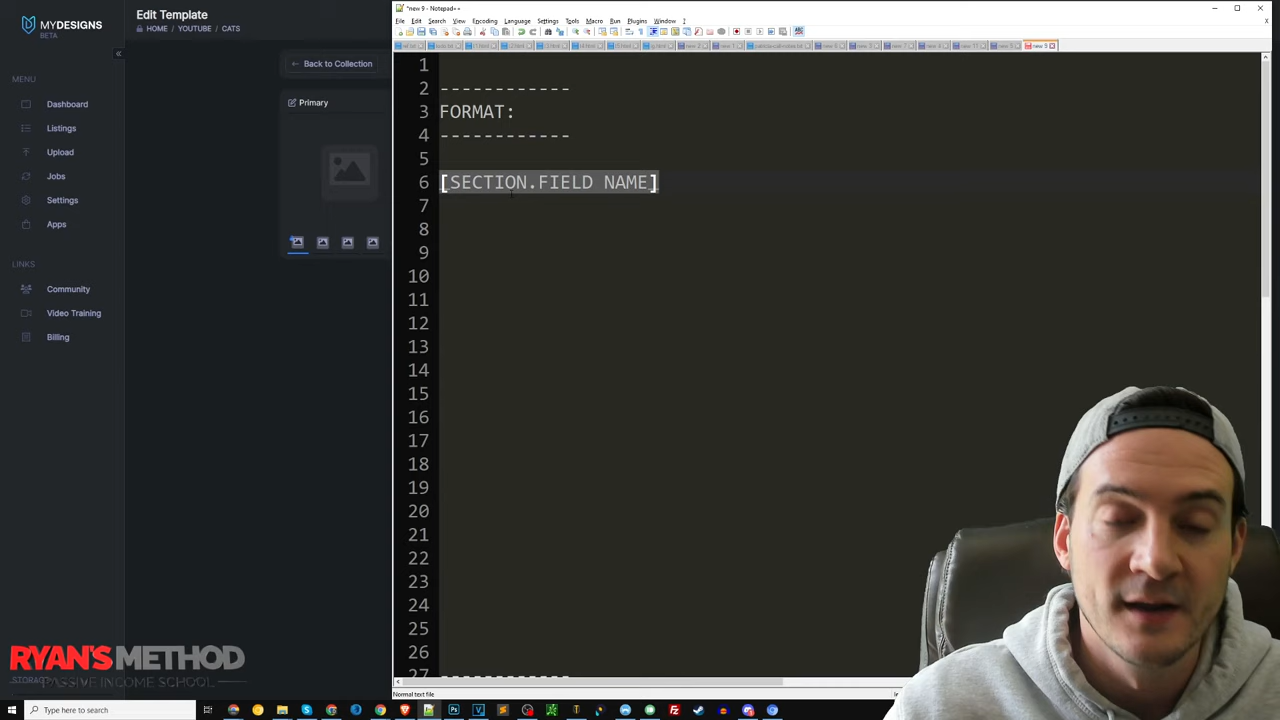 MYDESIGNS
BETA
Edit Template
HOME / YOUTUBE / CATS
MENU
Dashboard
Listings
Upload
Jobs
Settings
Apps
LINKS
Community
Video Training
Billing
STORAGE
Back to Collection
Primary
*new 9 - Notepad++
File Edit Search View Encoding Language Settings Tools Macro Run Plugins Window ?
new 9
1
2 ------------
3 FORMAT:
4 ------------
5
6 [SECTION.FIELD NAME]
7
8
9
10
11
12
13
14
15
16
17
18
19
20
21
22
23
24
25
26
27 ------------
Normal text file
RYAN'S METHOD
PASSIVE INCOME SCHOOL
Type here to search